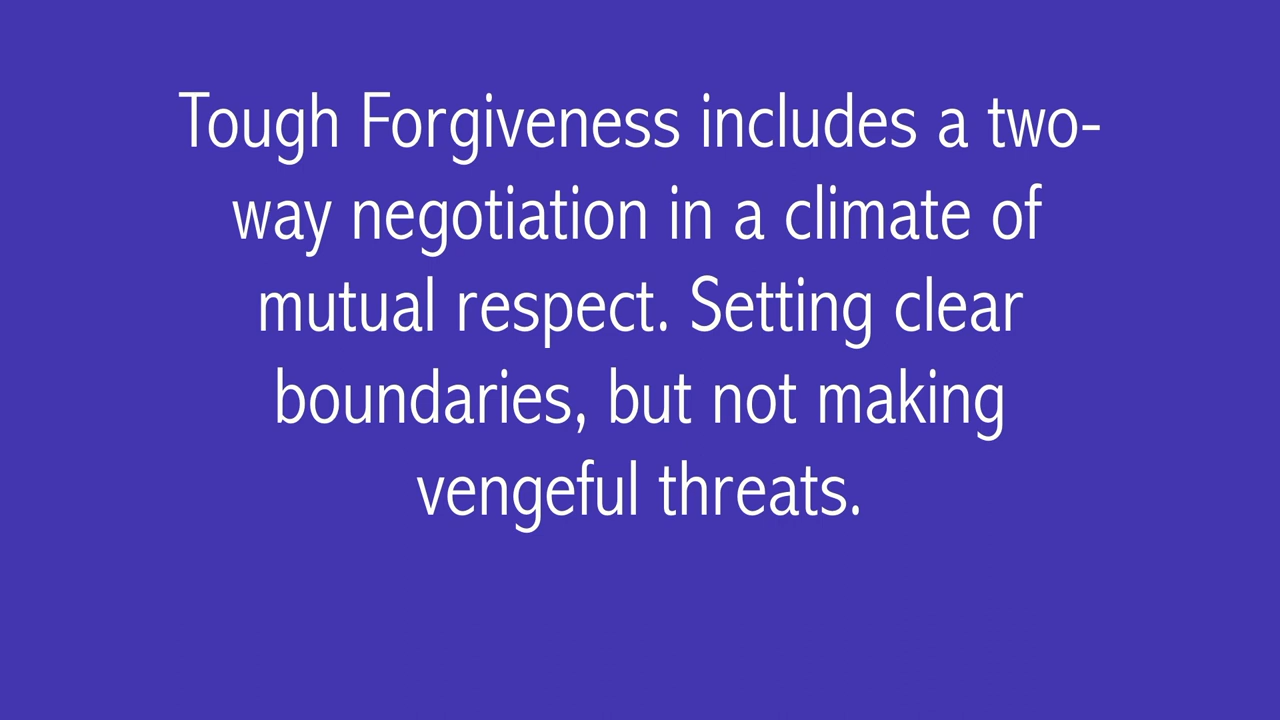 Tough Forgiveness includes a two-
way negotiation in a climate of
mutual respect. Setting clear
boundaries, but not making
vengeful threats.